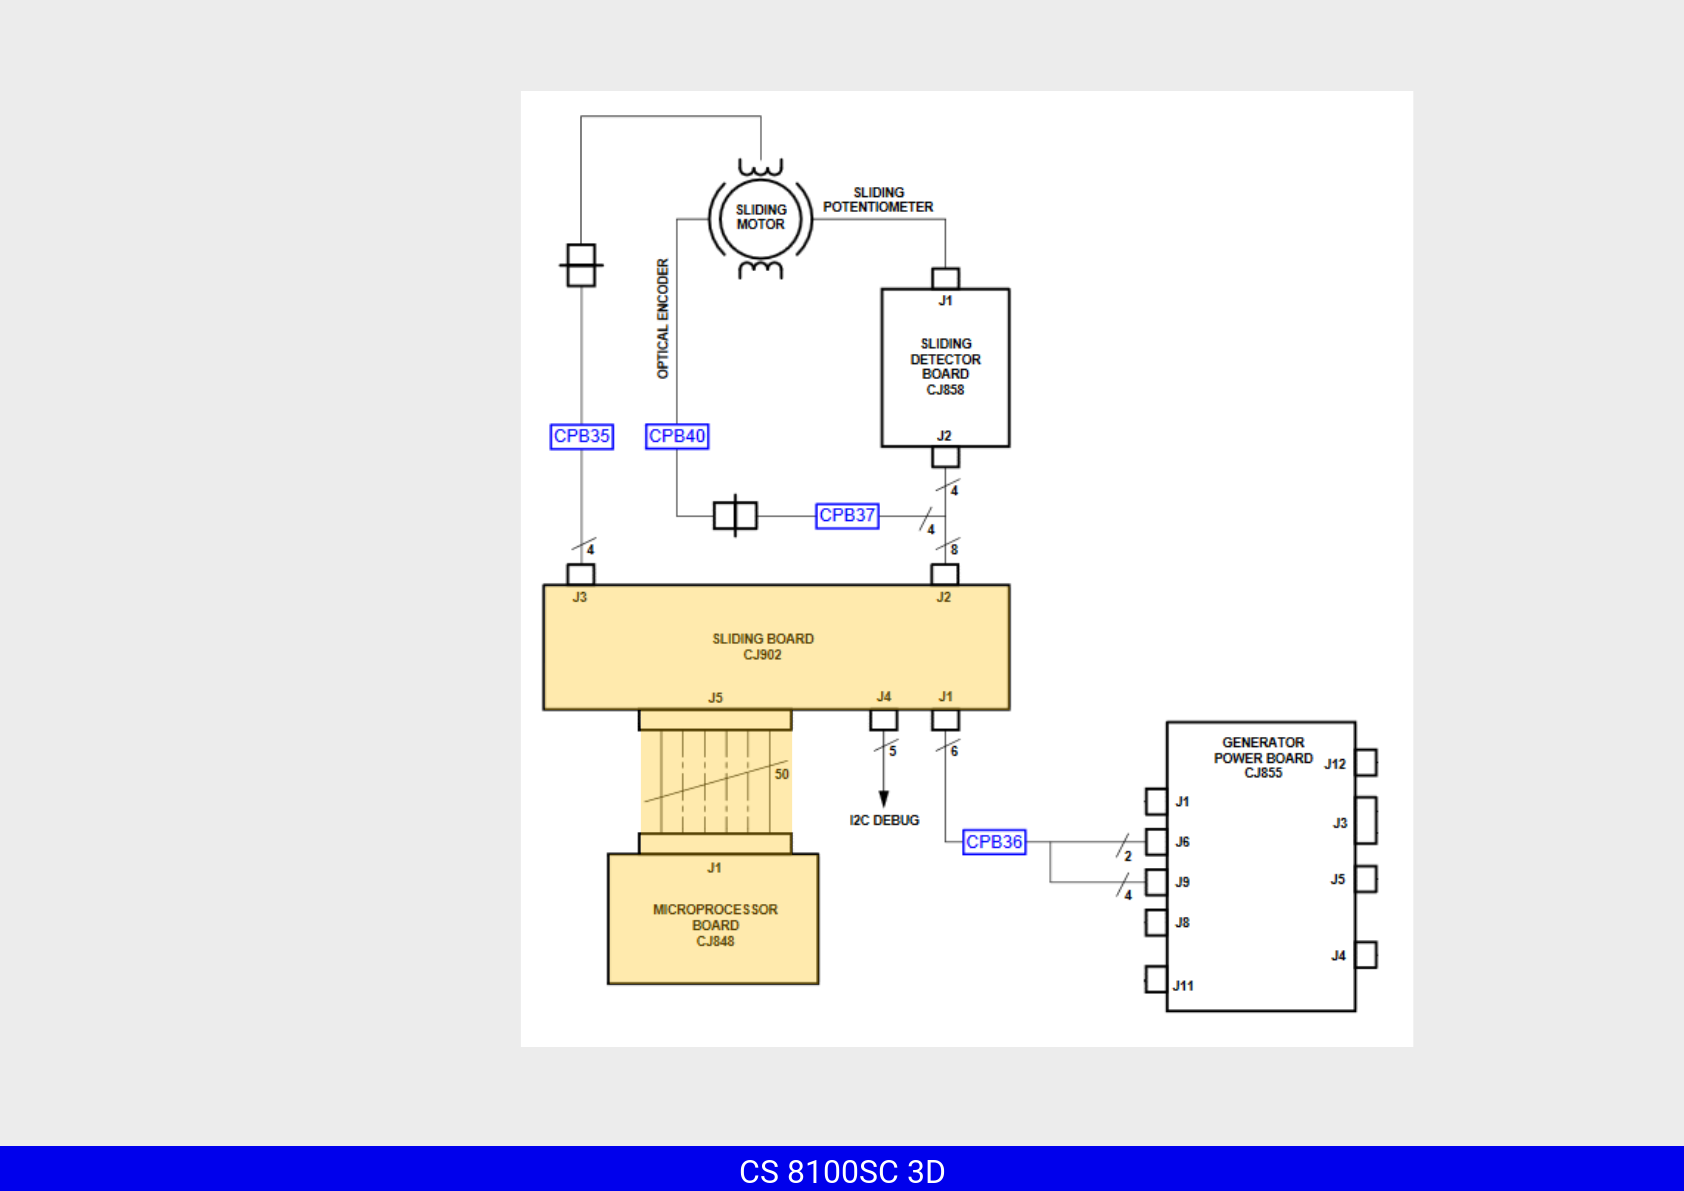 SLIDING
POTENTIOMETER
SLIDING
MOTOR
OPTICAL ENCODER
J1
SLIDING
DETECTOR
BOARD
CJ858
J2
CPB35
CPB40
4
CPB37
4
4
8
J3
J2
SLIDING BOARD
CJ902
J5
J4
J1
5
6
50
I2C DEBUG
J1
MICROPROCESSOR
BOARD
CJ848
CPB36
2
4
GENERATOR
POWER BOARD
CJ855
J12
J1
J3
J6
J9
J5
J8
J4
J11
CS 8100SC 3D